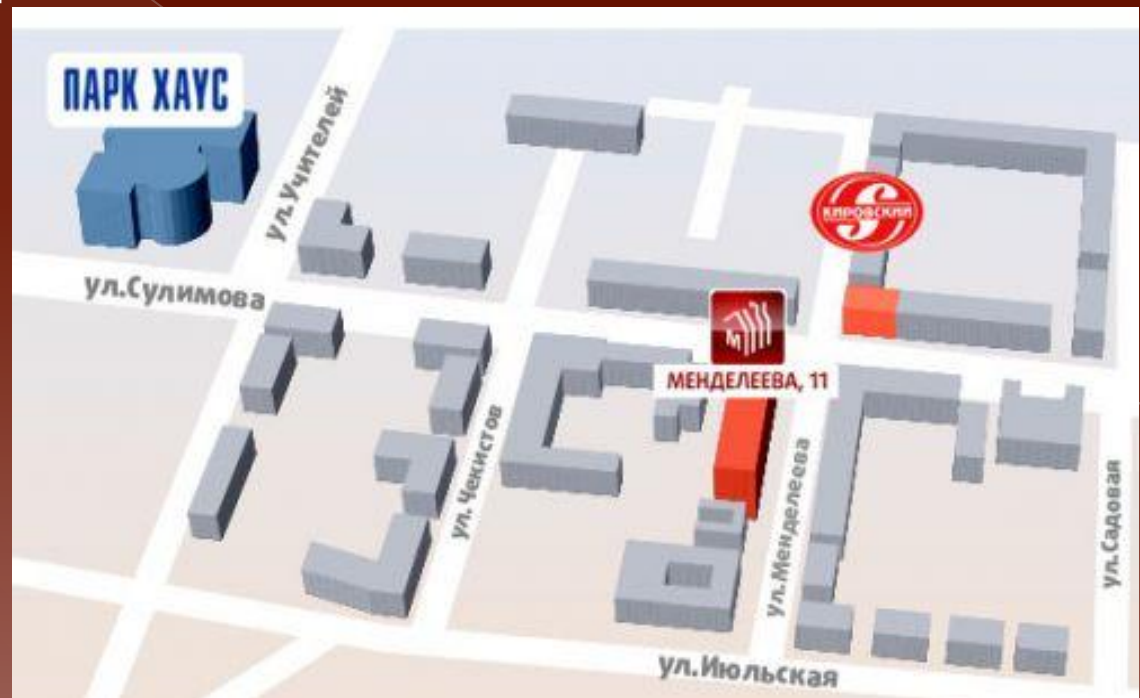 ПАРК ХАУС
ул.Учителей
КИРОВСКИЙ
ул.Сулимова
М
МЕНДЕЛЕЕВА, 11
ул.Чекистов
ул.Менделеева
ул.Садовая
ул.Июльская